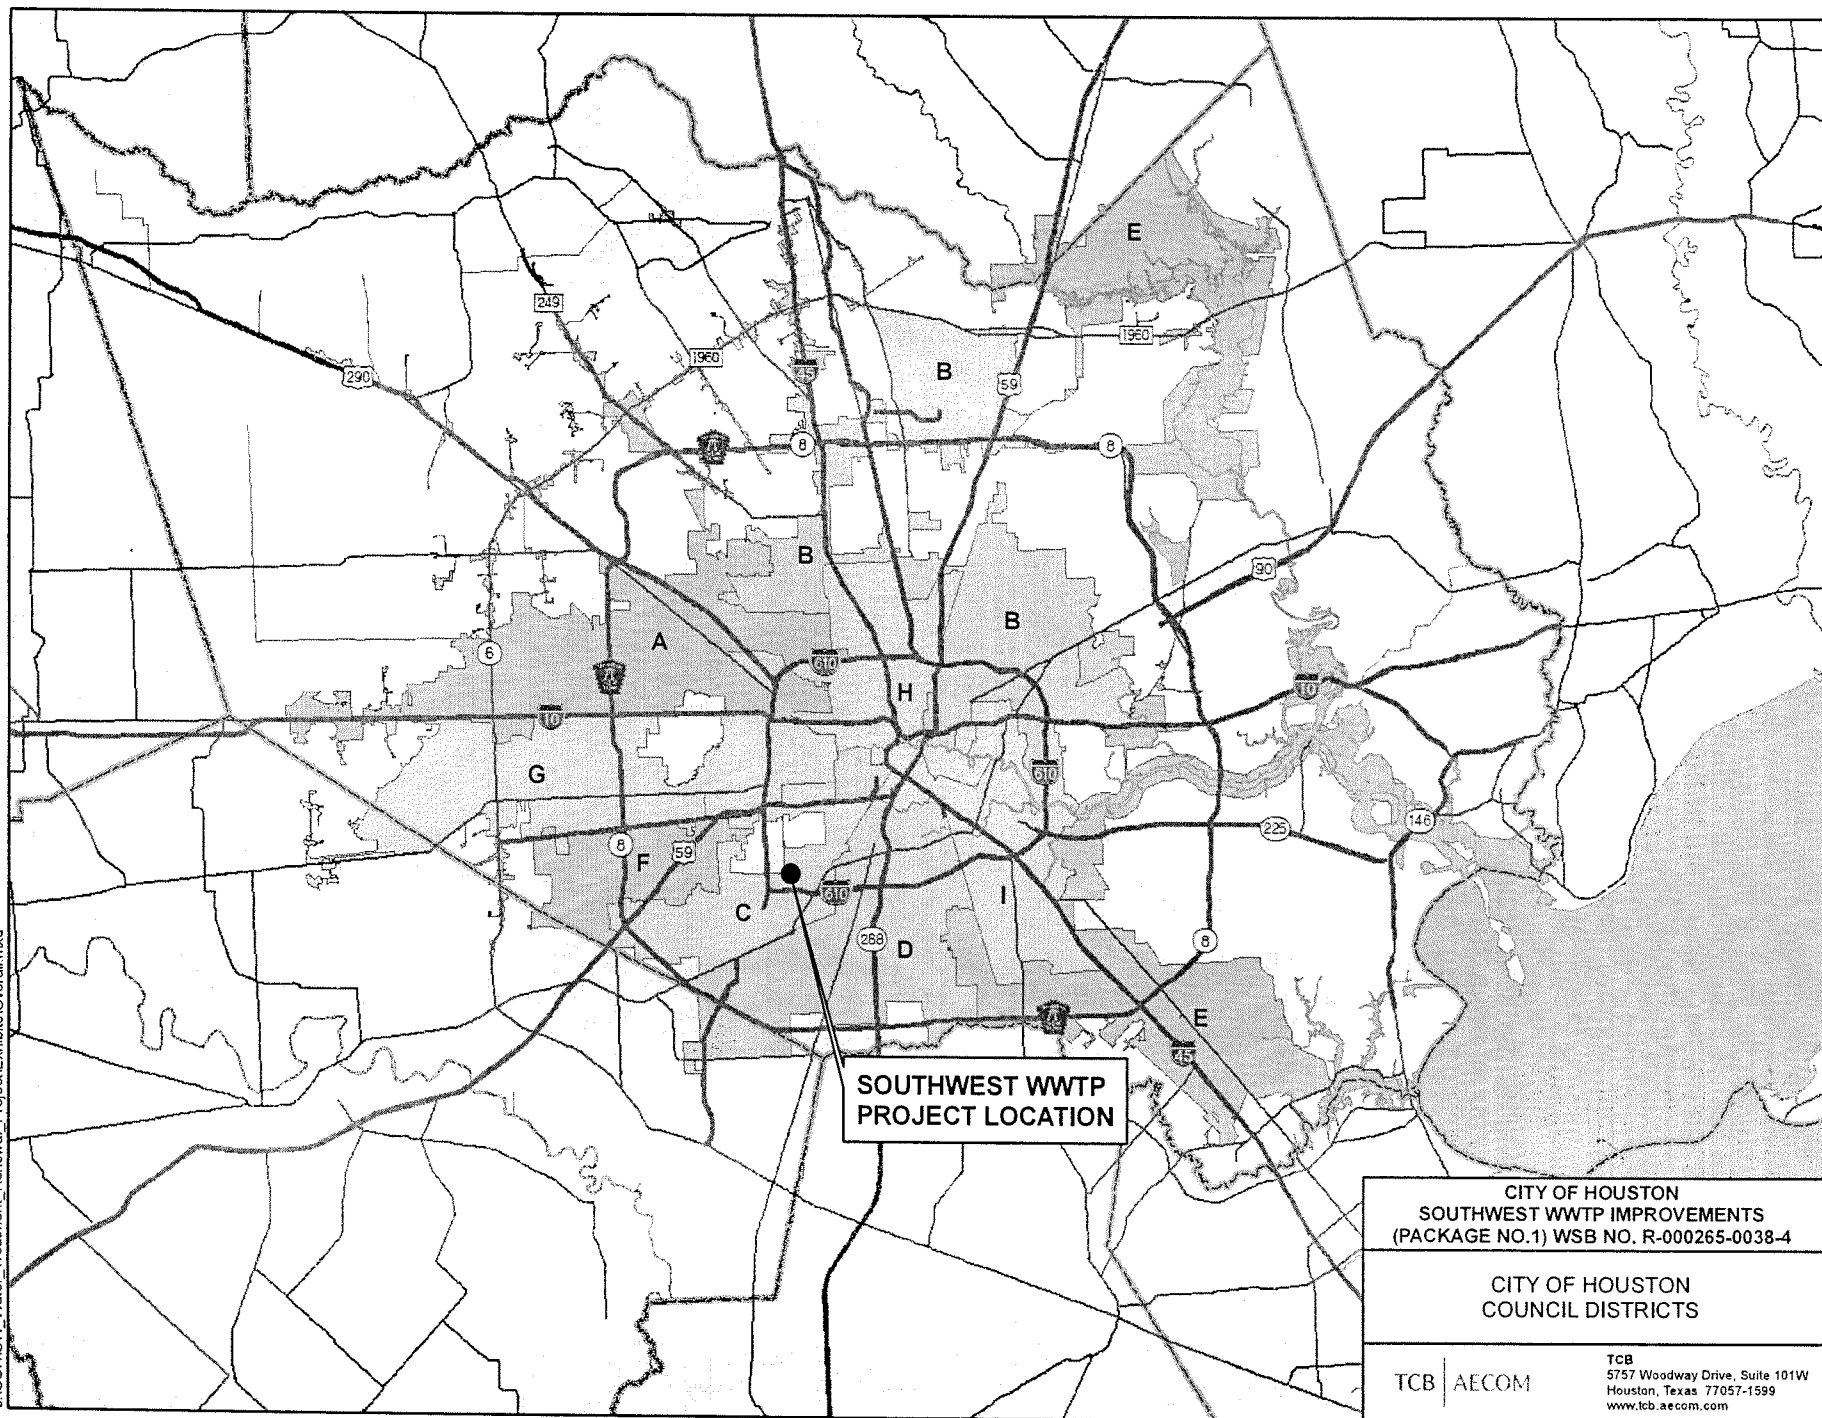 E
249
1960
1960
B
45
290
59
8
8
B
90
B
A
6
610
10
H
10
G
610
146
225
8
F
59
610
I
C
288
D
8
E
45
SOUTHWEST WWTP
PROJECT LOCATION
CITY OF HOUSTON
SOUTHWEST WWTP IMPROVEMENTS
(PACKAGE NO.1) WSB NO. R-000265-0038-4
CITY OF HOUSTON
COUNCIL DISTRICTS
TCB | AECOM
TCB
5757 Woodway Drive, Suite 101W
Houston, Texas 77057-1599
www.tcb.aecom.com